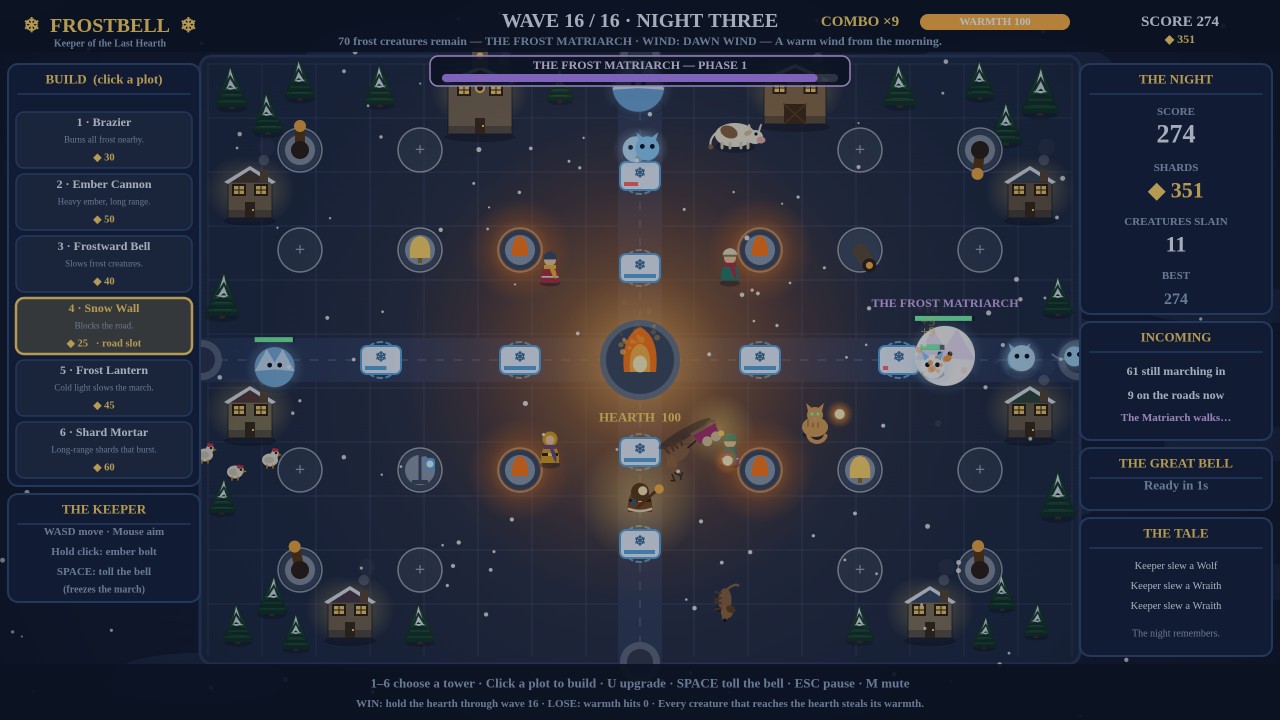 ❄ FROSTBELL ❄
Keeper of the Last Hearth
WAVE 16 / 16 · NIGHT THREE
COMBO ×9
WARMTH 100
SCORE 274
◆ 351
70 frost creatures remain — THE FROST MATRIARCH · WIND: DAWN WIND — A warm wind from the morning.
THE FROST MATRIARCH — PHASE 1
BUILD (click a plot)
1 · Brazier
Burns all frost nearby.
◆ 30
2 · Ember Cannon
Heavy ember, long range.
◆ 50
3 · Frostward Bell
Slows frost creatures.
◆ 40
4 · Snow Wall
Blocks the road.
◆ 25 · road slot
5 · Frost Lantern
Cold light slows the march.
◆ 45
6 · Shard Mortar
Long-range shards that burst.
◆ 60
THE KEEPER
WASD move · Mouse aim
Hold click: ember bolt
SPACE: toll the bell
(freezes the march)
THE FROST MATRIARCH
HEARTH 100
THE NIGHT
SCORE
274
SHARDS
◆ 351
CREATURES SLAIN
11
BEST
274
INCOMING
61 still marching in
9 on the roads now
The Matriarch walks…
THE GREAT BELL
Ready in 1s
THE TALE
Keeper slew a Wolf
Keeper slew a Wraith
Keeper slew a Wraith
The night remembers.
1–6 choose a tower · Click a plot to build · U upgrade · SPACE toll the bell · ESC pause · M mute
WIN: hold the hearth through wave 16 · LOSE: warmth hits 0 · Every creature that reaches the hearth steals its warmth.